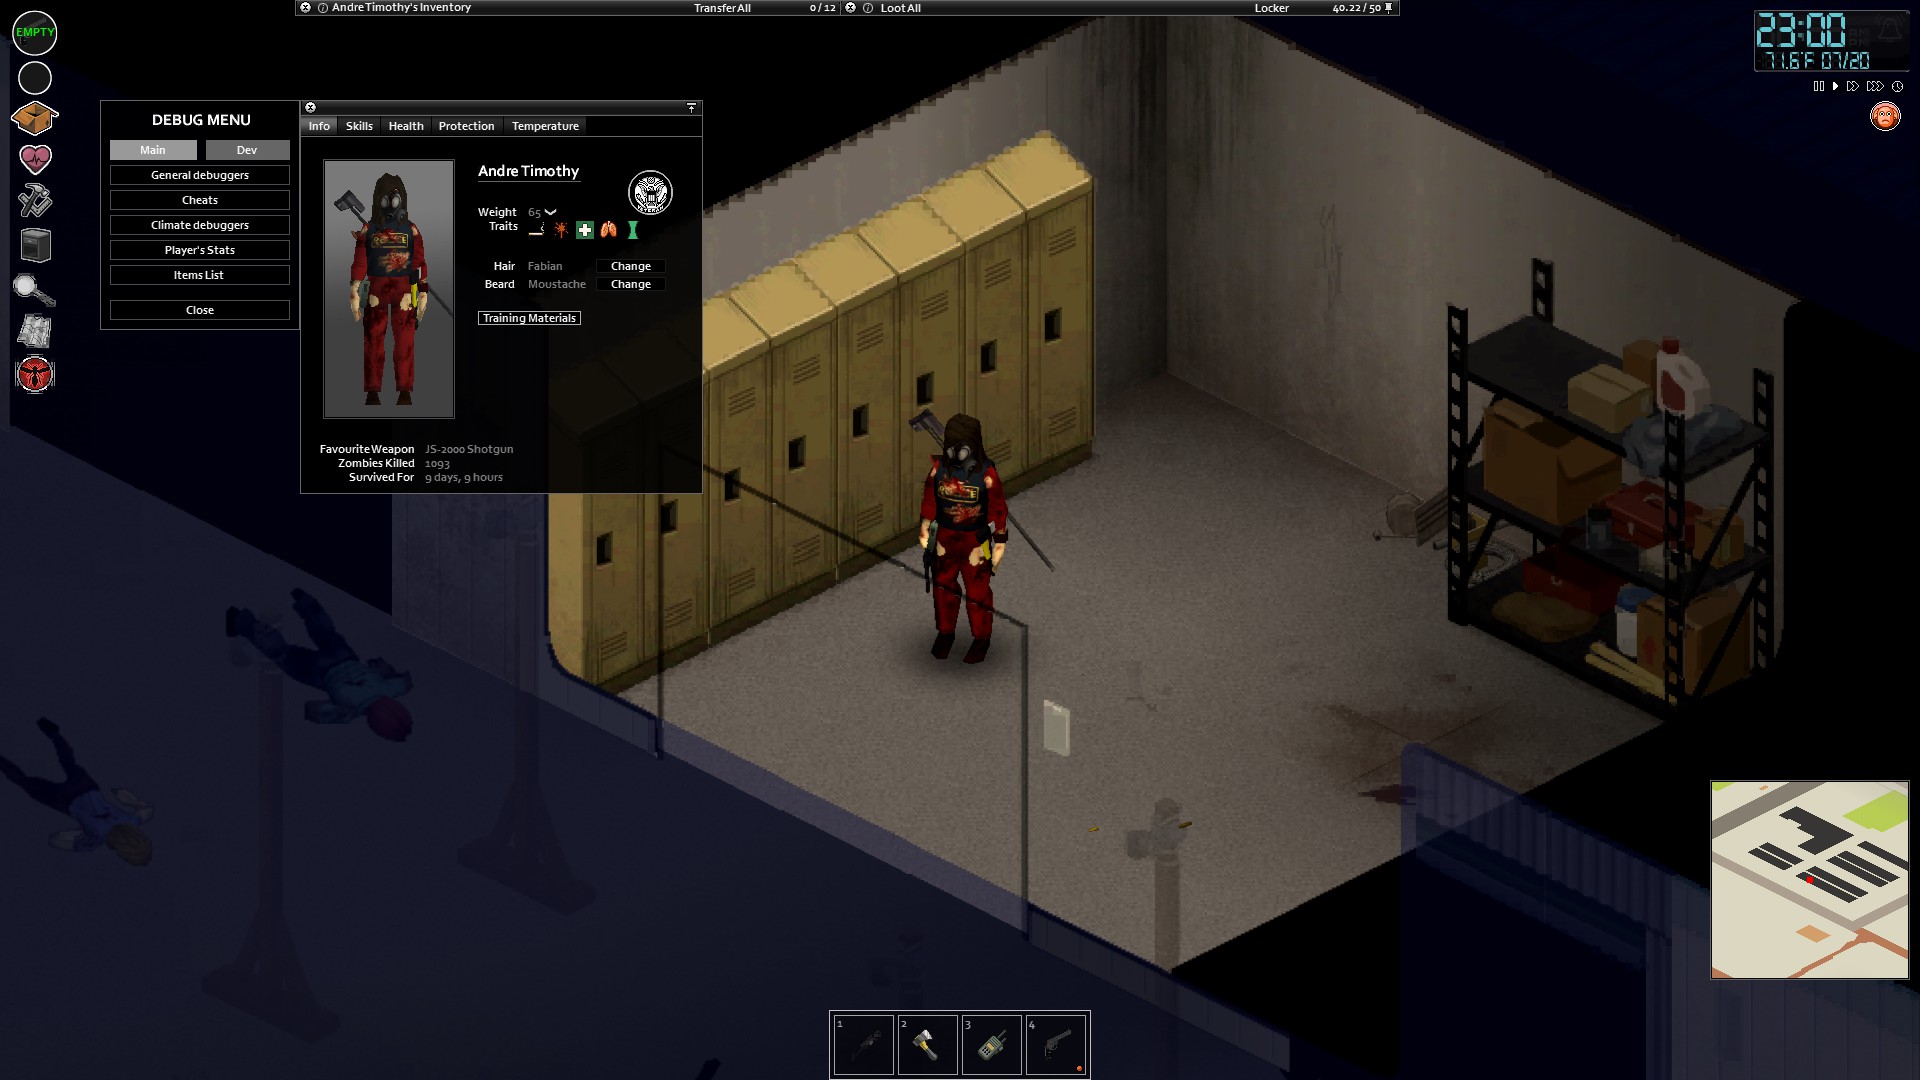 Andre Timothy's Inventory Transfer All 0 / 12 Loot All Locker 40.22 / 50
EMPTY
23:00
71.6°F 07/20
DEBUG MENU
Main Dev
General debuggers
Cheats
Climate debuggers
Player's Stats
Items List
Close
Info Skills Health Protection Temperature
Andre Timothy
VETERAN
Weight 65
Traits
Hair Fabian Change
Beard Moustache Change
Training Materials
Favourite Weapon JS-2000 Shotgun
Zombies Killed 1093
Survived For 9 days, 9 hours
1 2 3 4